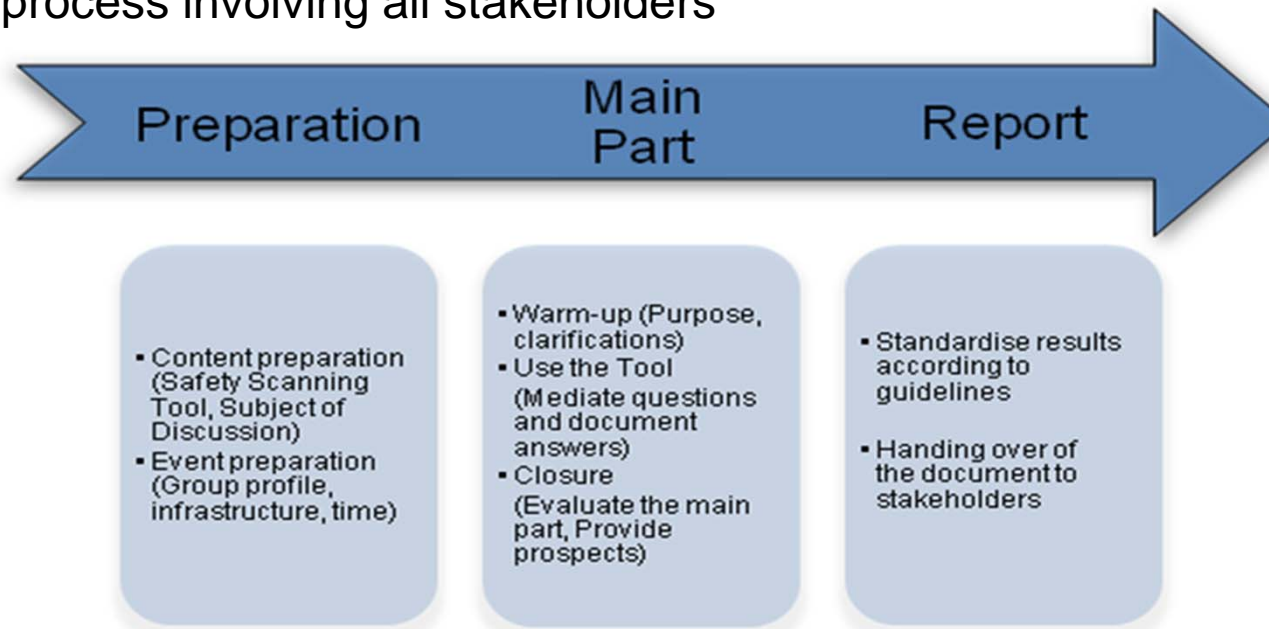 process involving all stakeholders
Preparation
Main
Part
Report
▪ Content preparation
(Safety Scanning
Tool, Subject of
Discussion)
▪ Event preparation
(Group profile,
infrastructure, time)
▪ Warm-up (Purpose,
clarifications)
▪ Use the Tool
(Mediate questions
and document
answers)
▪ Closure
(Evaluate the main
part, Provide
prospects)
▪ Standardise results
according to
guidelines
▪ Handing over of
the document to
stakeholders